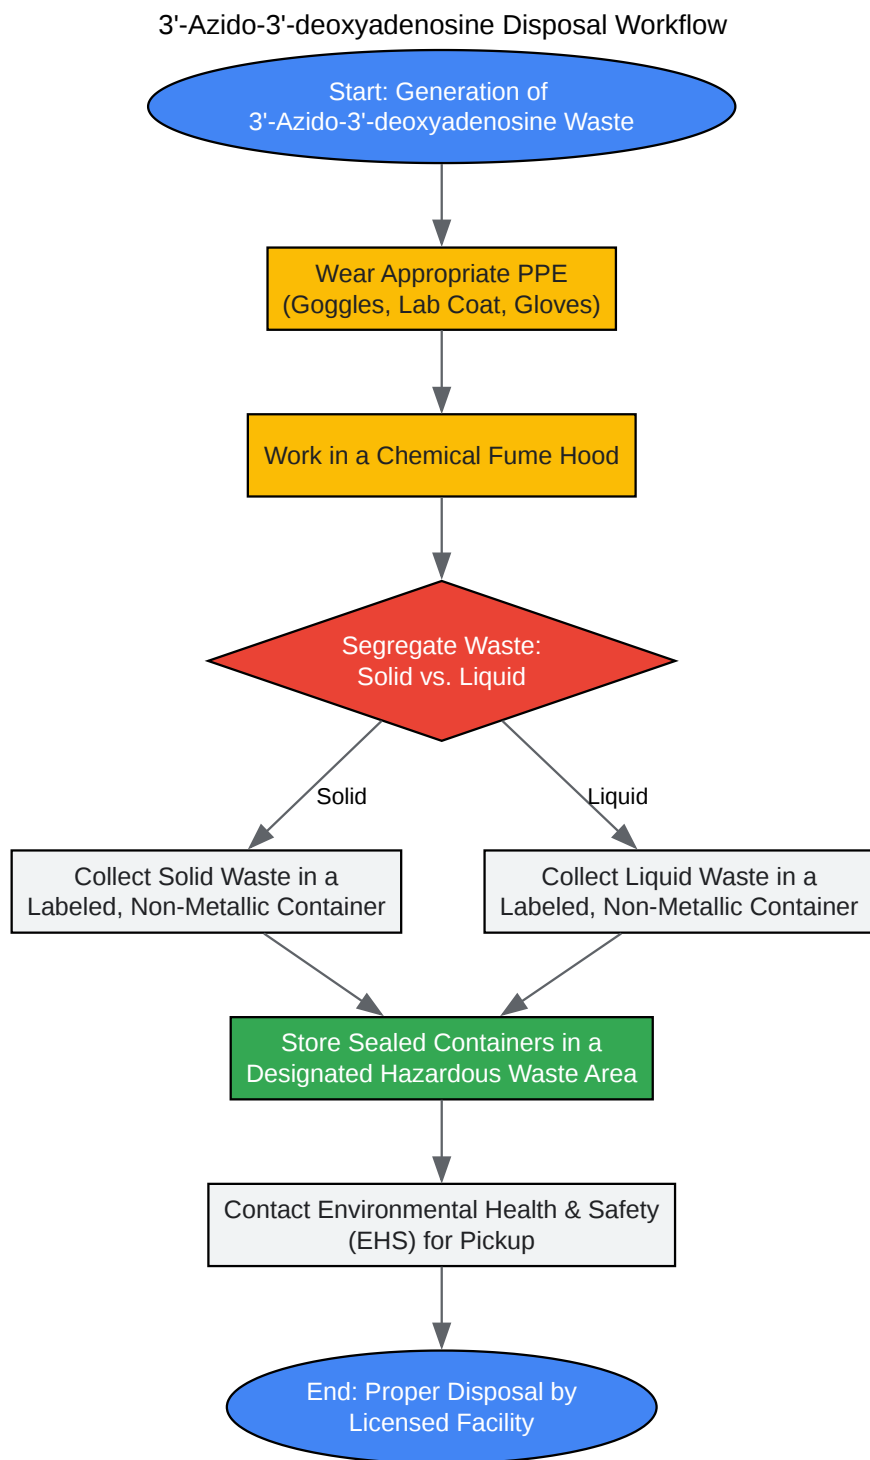 3'-Azido-3'-deoxyadenosine Disposal Workflow
Start: Generation of
3'-Azido-3'-deoxyadenosine Waste
Wear Appropriate PPE
(Goggles, Lab Coat, Gloves)
Work in a Chemical Fume Hood
Segregate Waste:
Solid vs. Liquid
Solid
Liquid
Collect Solid Waste in a
Labeled, Non-Metallic Container
Collect Liquid Waste in a
Labeled, Non-Metallic Container
Store Sealed Containers in a
Designated Hazardous Waste Area
Contact Environmental Health & Safety
(EHS) for Pickup
End: Proper Disposal by
Licensed Facility